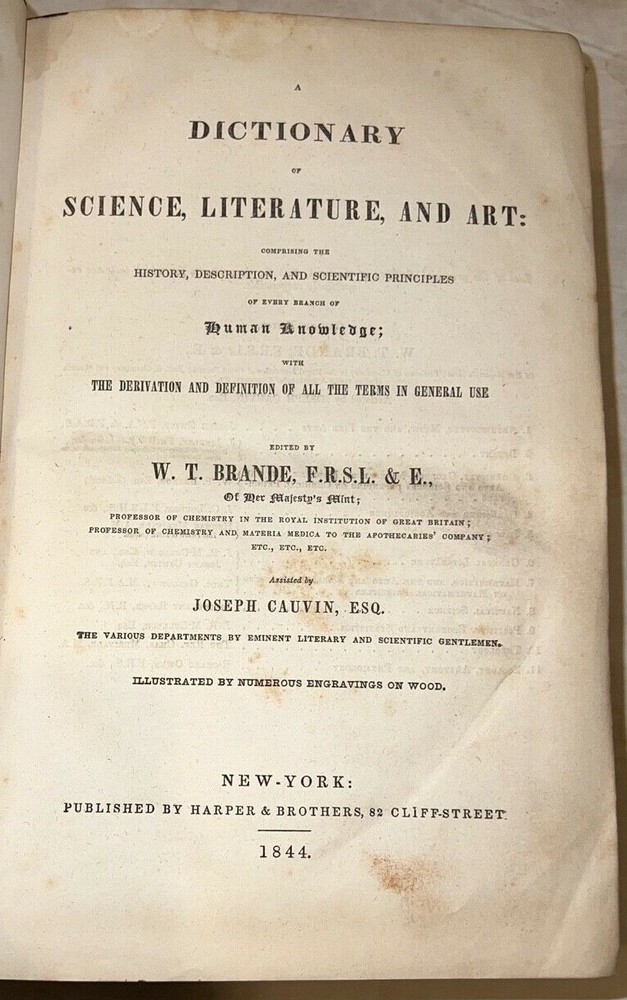 A
DICTIONARY
OF
SCIENCE, LITERATURE, AND ART:
COMPRISING THE
HISTORY, DESCRIPTION, AND SCIENTIFIC PRINCIPLES
OF EVERY BRANCH OF
Human Knowledge;
WITH
THE DERIVATION AND DEFINITION OF ALL THE TERMS IN GENERAL USE
EDITED BY
W. T. BRANDE, F.R.S.L. & E.,
Of Her Majesty's Mint;
PROFESSOR OF CHEMISTRY IN THE ROYAL INSTITUTION OF GREAT BRITAIN;
PROFESSOR OF CHEMISTRY AND MATERIA MEDICA TO THE APOTHECARIES' COMPANY;
ETC., ETC., ETC.
Assisted by
JOSEPH CAUVIN, ESQ.
THE VARIOUS DEPARTMENTS BY EMINENT LITERARY AND SCIENTIFIC GENTLEMEN.
ILLUSTRATED BY NUMEROUS ENGRAVINGS ON WOOD.
NEW-YORK:
PUBLISHED BY HARPER & BROTHERS, 82 CLIFF-STREET.
1844.